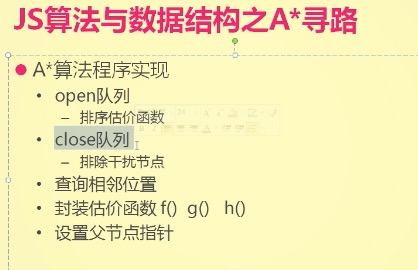 JS算法与数据结构之A*寻路
A*算法程序实现
open队列
排序估价函数
close队列
排除干扰节点
查询相邻位置
封装估价函数 f() g() h()
设置父节点指针